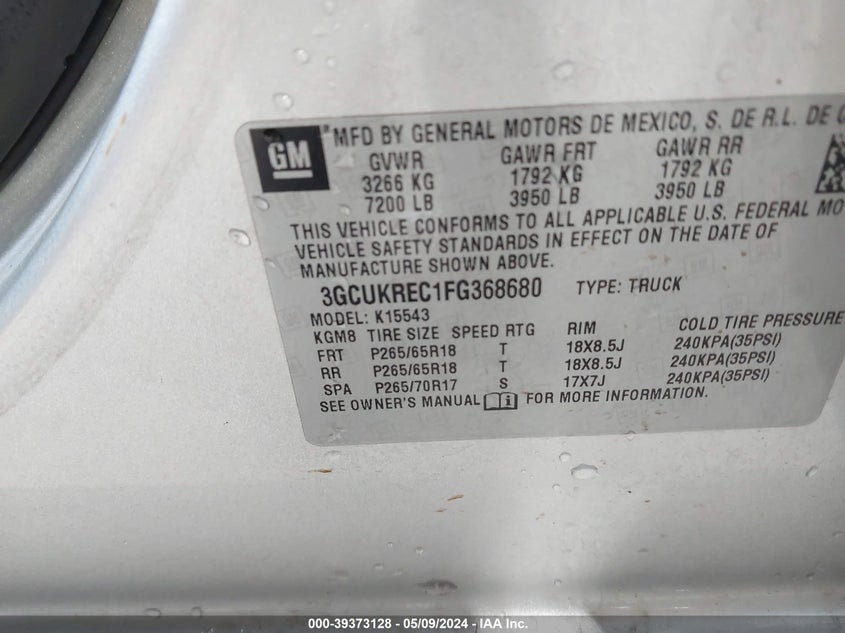 GM
MFD BY GENERAL MOTORS DE MEXICO, S. DE R.L. DE
GVWR GAWR FRT GAWR RR
3266 KG 1792 KG 1792 KG
7200 LB 3950 LB 3950 LB
THIS VEHICLE CONFORMS TO ALL APPLICABLE U.S. FEDERAL MO
VEHICLE SAFETY STANDARDS IN EFFECT ON THE DATE OF
MANUFACTURE SHOWN ABOVE.
3GCUKREC1FG368680 TYPE: TRUCK
MODEL: K15543
KGM8 TIRE SIZE SPEED RTG RIM COLD TIRE PRESSURE
FRT P265/65R18 T 18X8.5J 240KPA(35PSI)
RR P265/65R18 T 18X8.5J 240KPA(35PSI)
SPA P265/70R17 S 17X7J 240KPA(35PSI)
SEE OWNER'S MANUAL FOR MORE INFORMATION.
000-39373128 - 05/09/2024 - IAA Inc.